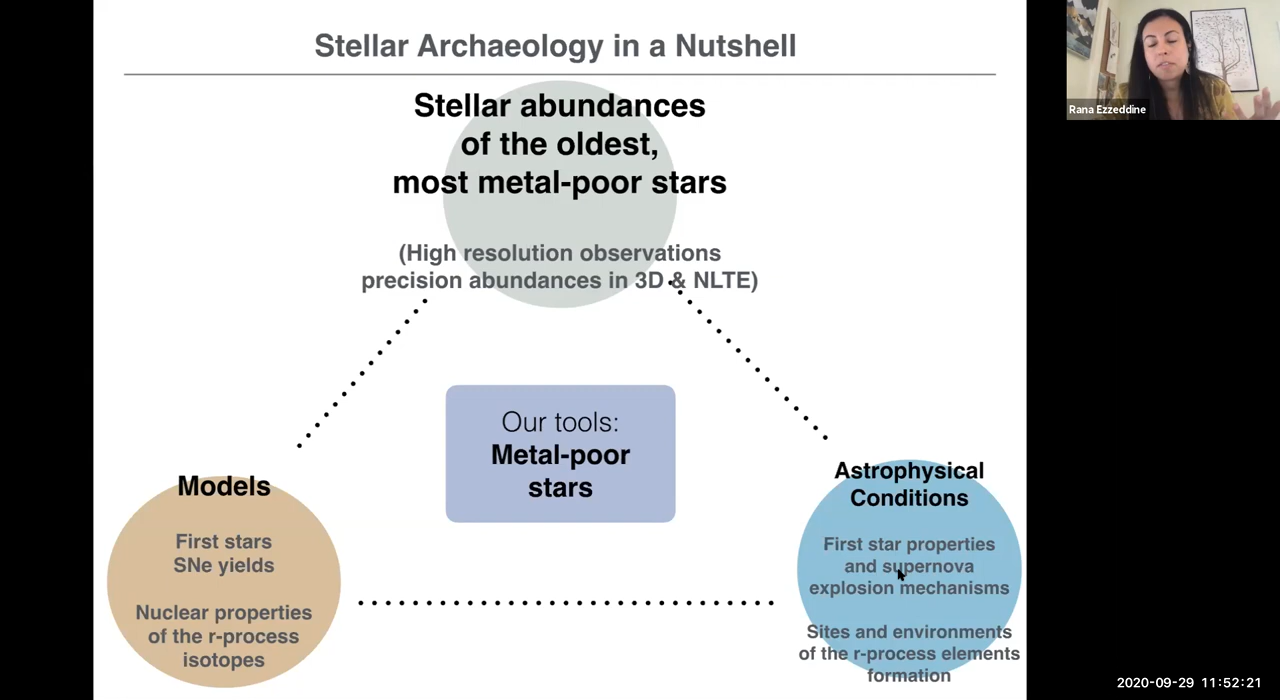 Stellar Archaeology in a Nutshell
Stellar abundances
of the oldest,
most metal-poor stars
(High resolution observations
precision abundances in 3D & NLTE)
Our tools:
Metal-poor
stars
Models
First stars
SNe yields
Nuclear properties
of the r-process
isotopes
Astrophysical
Conditions
First star properties
and supernova
explosion mechanisms
Sites and environments
of the r-process elements
formation
Rana Ezzeddine
2020-09-29 11:52:21